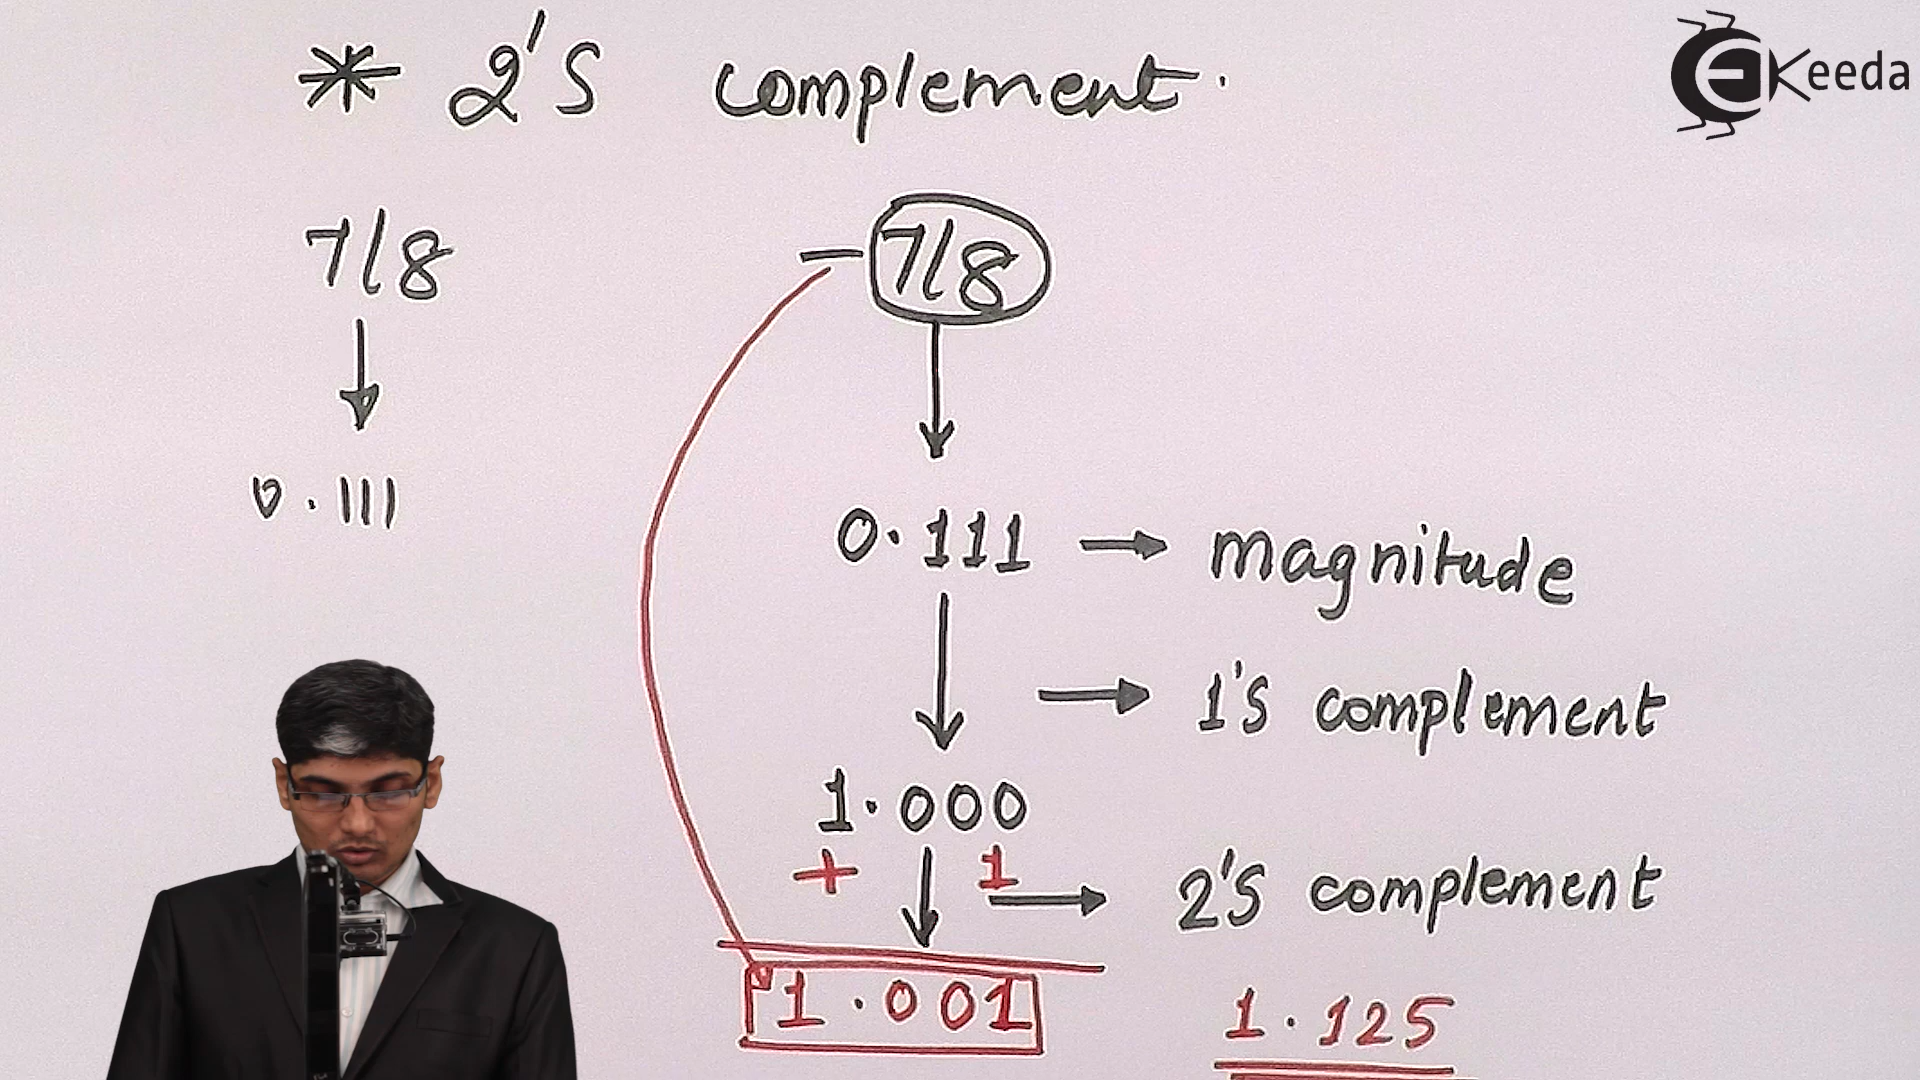 * 2's complement.
EKeeda
7/8
- 7/8
0.111
0.111 → magnitude
→ 1's complement
1.000
+ 1 → 2's complement
1.001
1.125